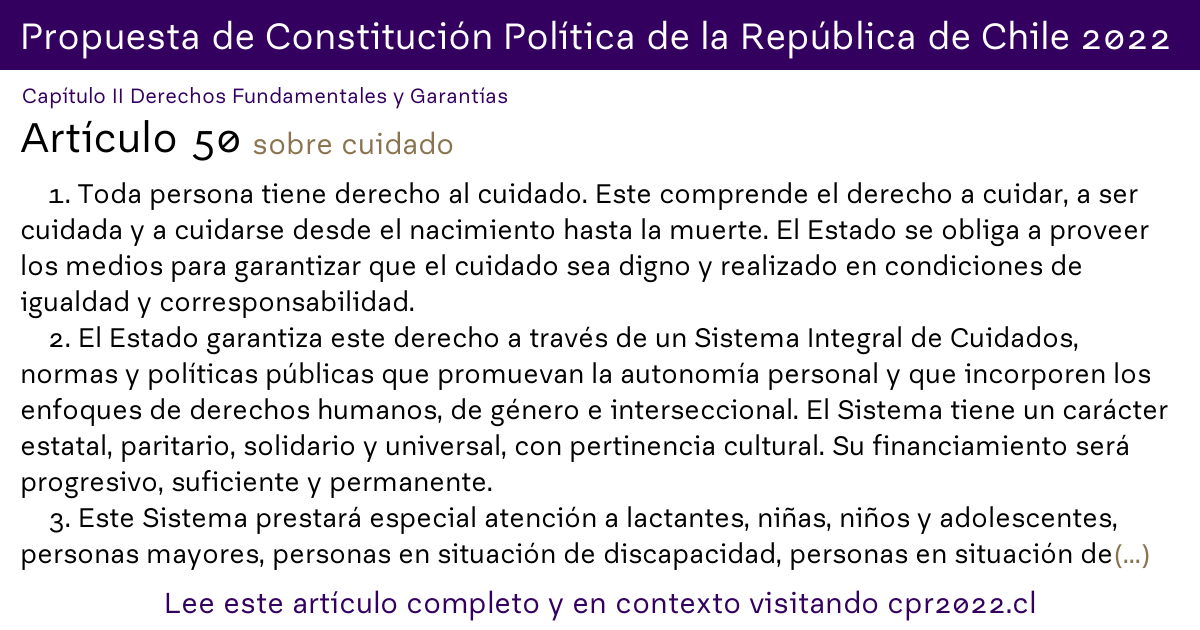 Propuesta de Constitución Política de la República de Chile 2022
Capítulo II Derechos Fundamentales y Garantías
Artículo 50 sobre cuidado
1. Toda persona tiene derecho al cuidado. Este comprende el derecho a cuidar, a ser
cuidada y a cuidarse desde el nacimiento hasta la muerte. El Estado se obliga a proveer
los medios para garantizar que el cuidado sea digno y realizado en condiciones de
igualdad y corresponsabilidad.
2. El Estado garantiza este derecho a través de un Sistema Integral de Cuidados,
normas y políticas públicas que promuevan la autonomía personal y que incorporen los
enfoques de derechos humanos, de género e interseccional. El Sistema tiene un carácter
estatal, paritario, solidario y universal, con pertinencia cultural. Su financiamiento será
progresivo, suficiente y permanente.
3. Este Sistema prestará especial atención a lactantes, niñas, niños y adolescentes,
personas mayores, personas en situación de discapacidad, personas en situación de(...)
Lee este artículo completo y en contexto visitando cpr2022.cl